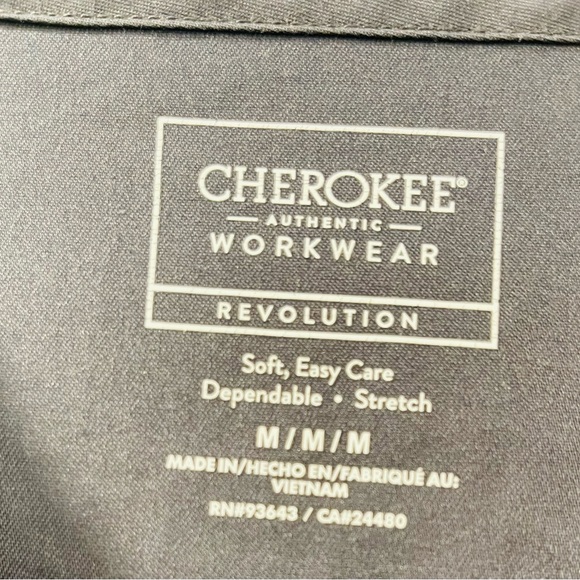 CHEROKEE®
AUTHENTIC
WORKWEAR
REVOLUTION
Soft, Easy Care
Dependable • Stretch
M/M/M
MADE IN/HECHO EN/FABRIQUÉ AU:
VIETNAM
RN#93643 / CA#24480